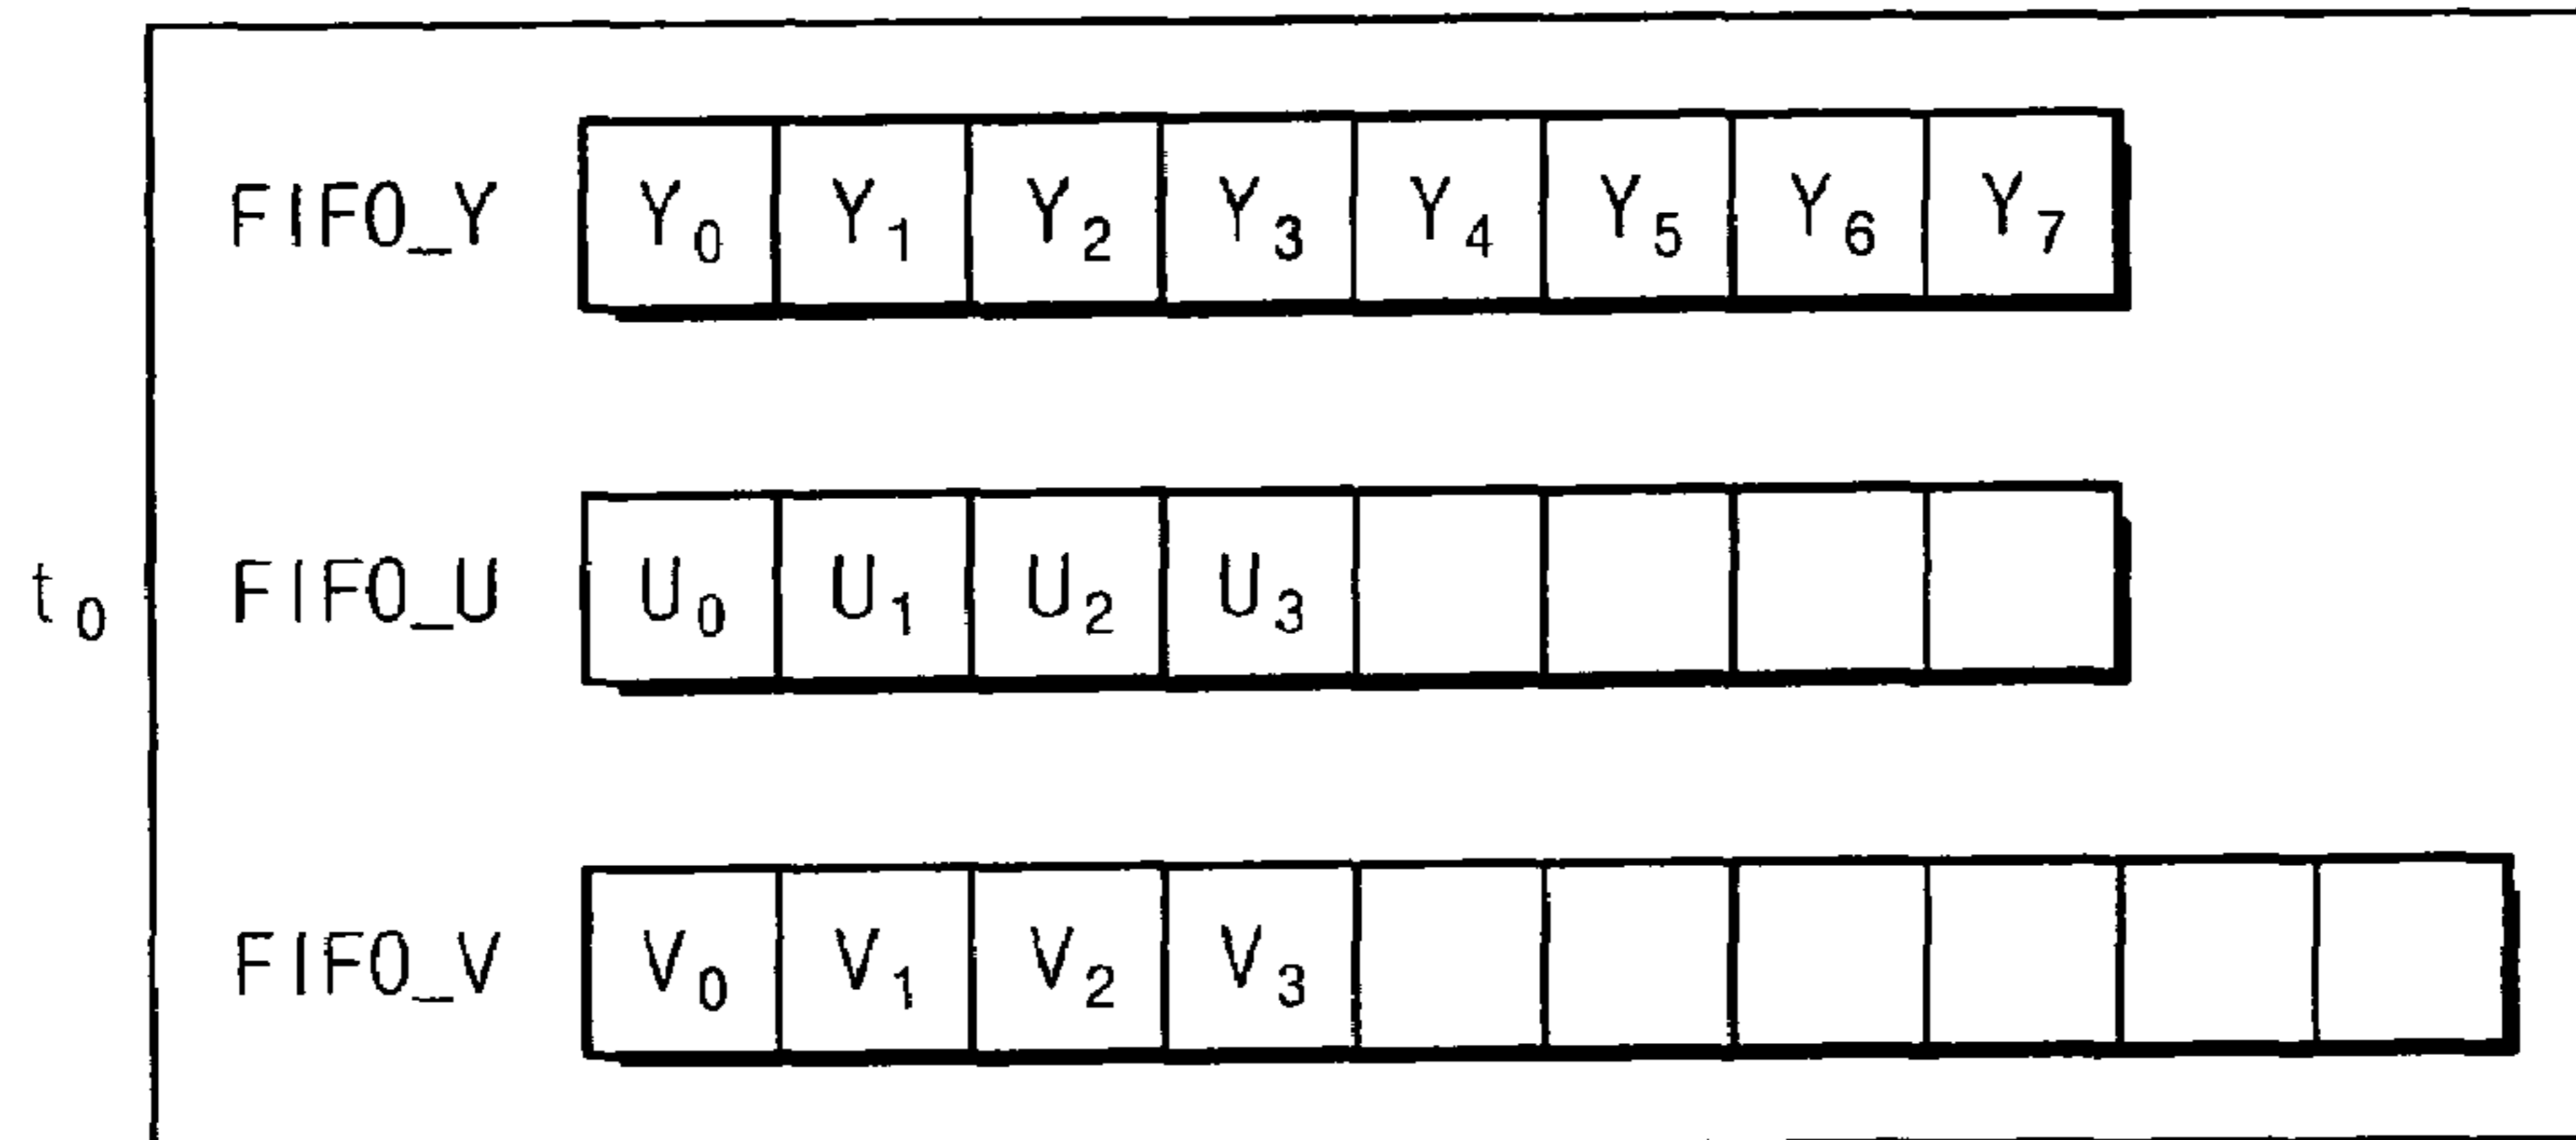 FIFO_Y Y0 Y1 Y2 Y3 Y4 Y5 Y6 Y7
t0 FIFO_U U0 U1 U2 U3
FIFO_V V0 V1 V2 V3